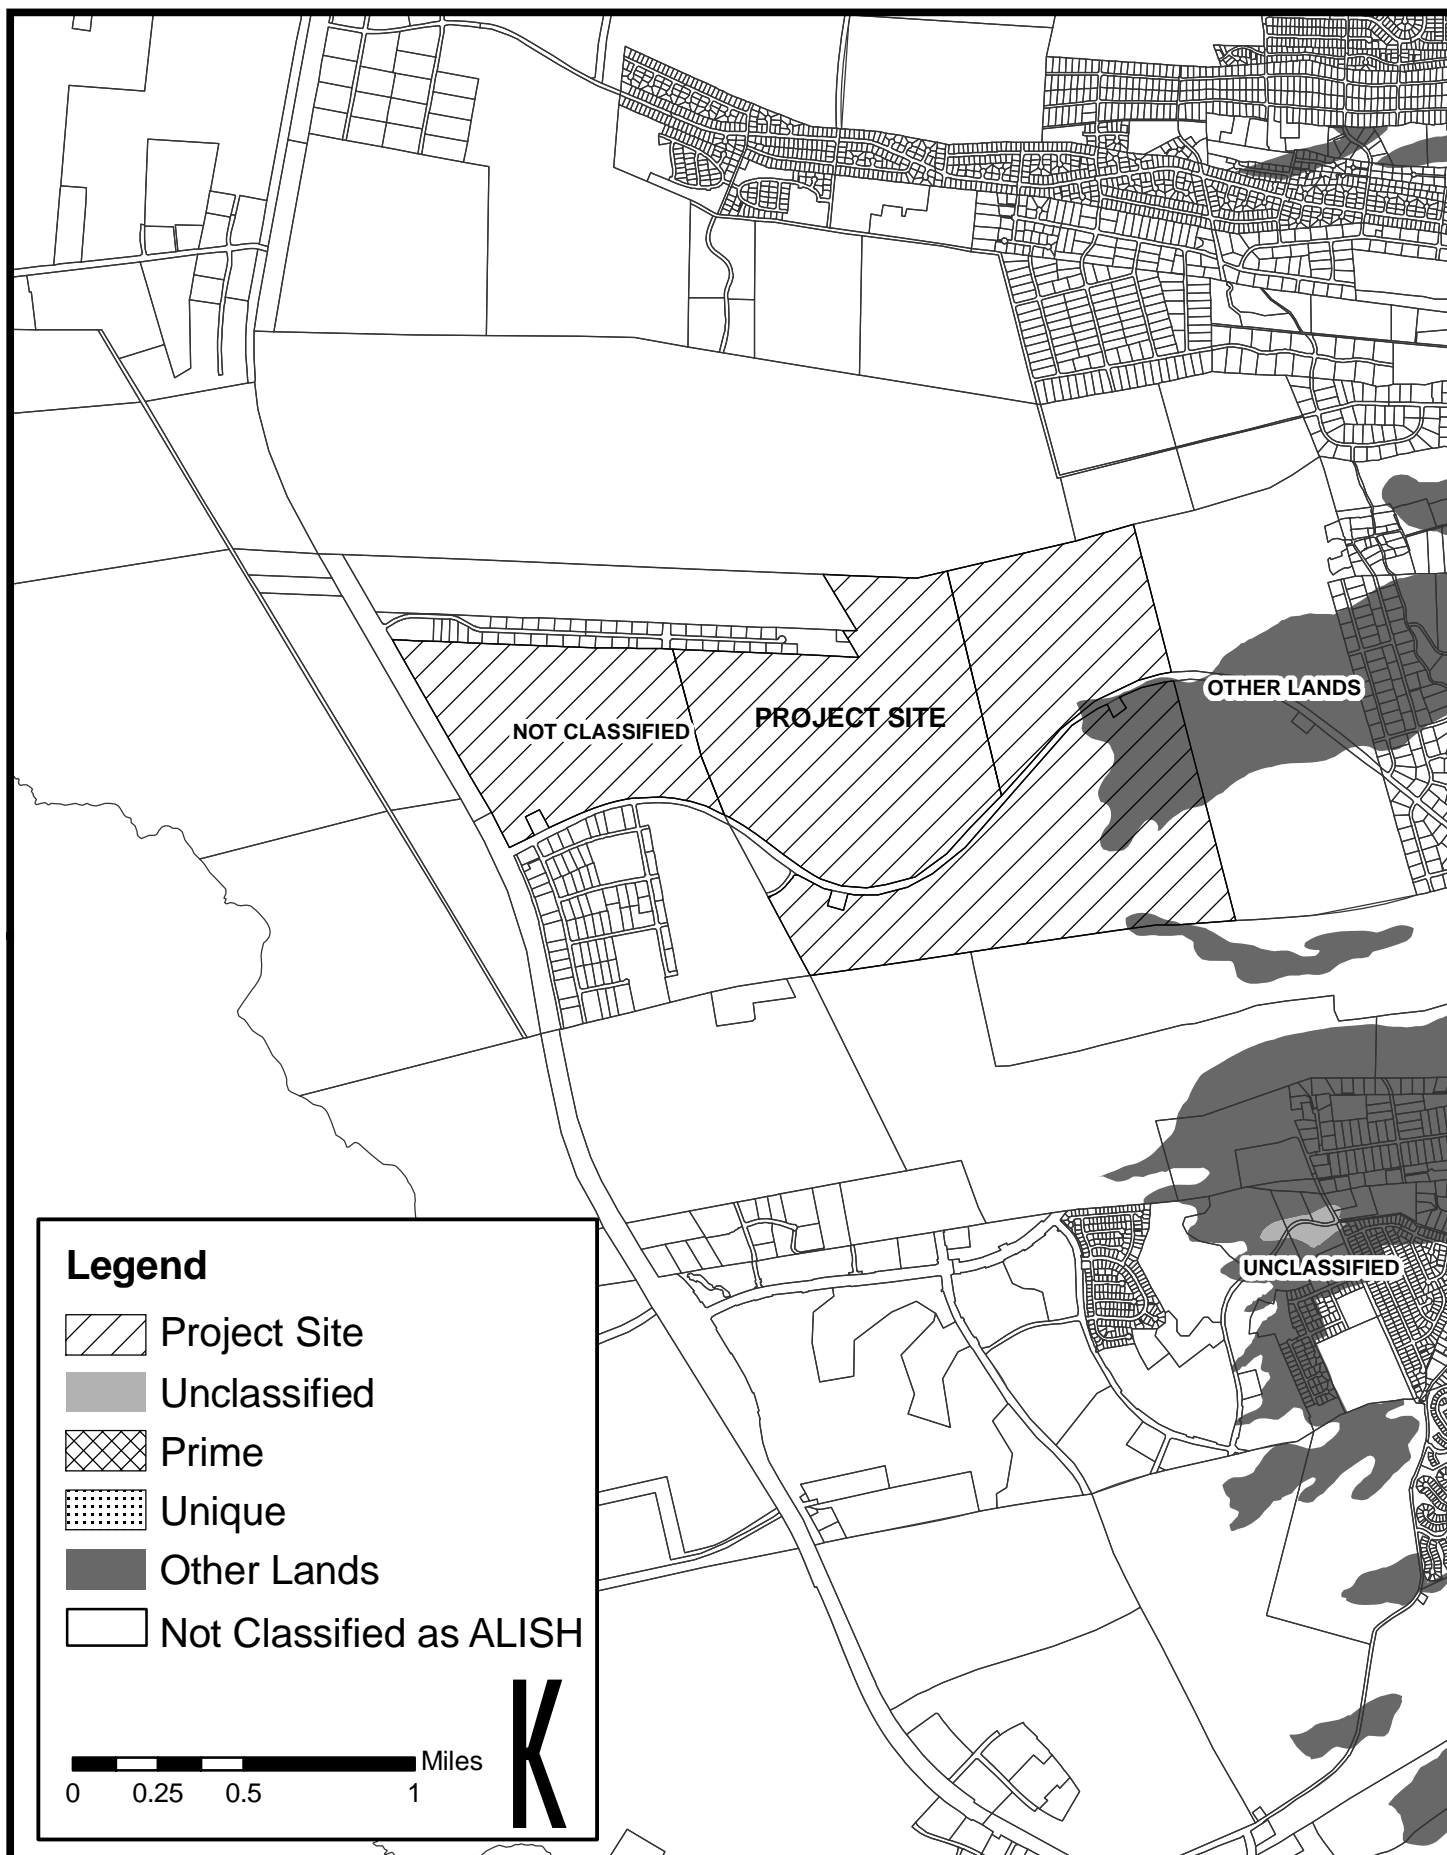 OTHER LANDS
PROJECT SITE
NOT CLASSIFIED
UNCLASSIFIED
Legend
Project Site
Unclassified
Prime
Unique
Other Lands
Not Classified as ALISH
K
Miles
0 0.25 0.5 1